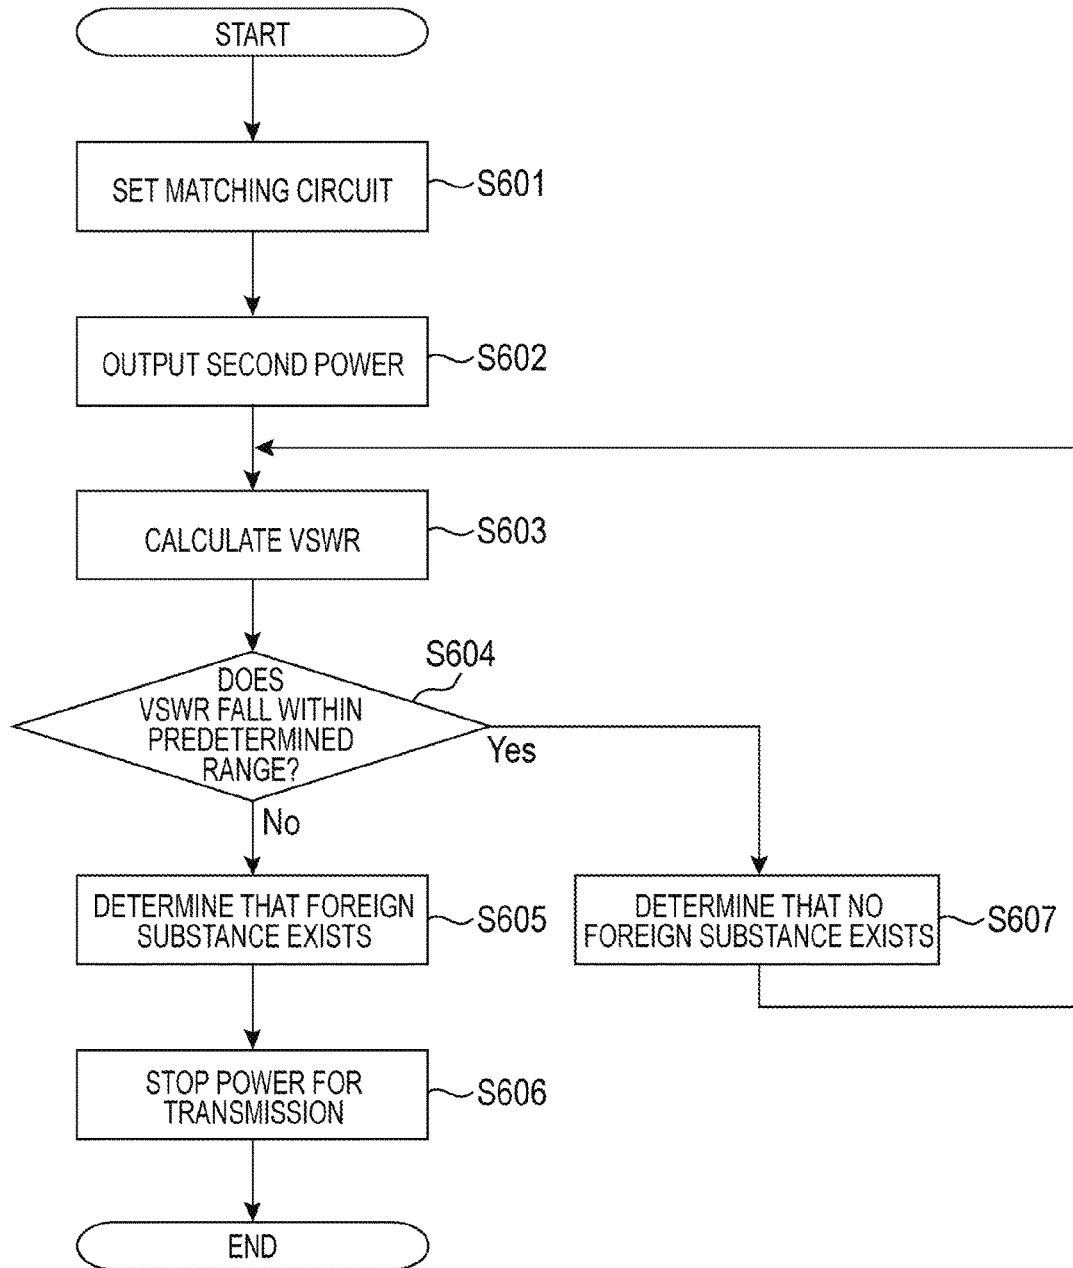 START
SET MATCHING CIRCUIT
S601
OUTPUT SECOND POWER
S602
CALCULATE VSWR
S603
S604
DOES
VSWR FALL WITHIN
PREDETERMINED
RANGE?
Yes
No
DETERMINE THAT FOREIGN
SUBSTANCE EXISTS
S605
DETERMINE THAT NO
FOREIGN SUBSTANCE EXISTS
S607
STOP POWER FOR
TRANSMISSION
S606
END